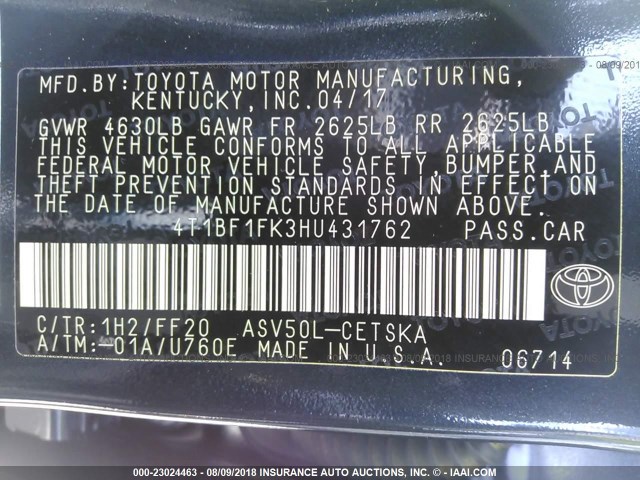 MFD.BY:TOYOTA MOTOR MANUFACTURING,
KENTUCKY,INC.04/17
GVWR 4630LB GAWR FR 2625LB RR 2625LB
THIS VEHICLE CONFORMS TO ALL APPLICABLE
FEDERAL MOTOR VEHICLE SAFETY,BUMPER,AND
THEFT PREVENTION STANDARDS IN EFFECT ON
THE DATE OF MANUFACTURE SHOWN ABOVE.
4T1BF1FK3HU431762 PASS.CAR
C/TR:1H2/FF20 ASV50L-CETSKA
A/TM:-01A/U760E MADE IN U.S.A. 06714
TOYOTA
000-23024463 - 08/09/2018 INSURANCE AUTO AUCTIONS, INC. - © - WWW.IAAI.COM